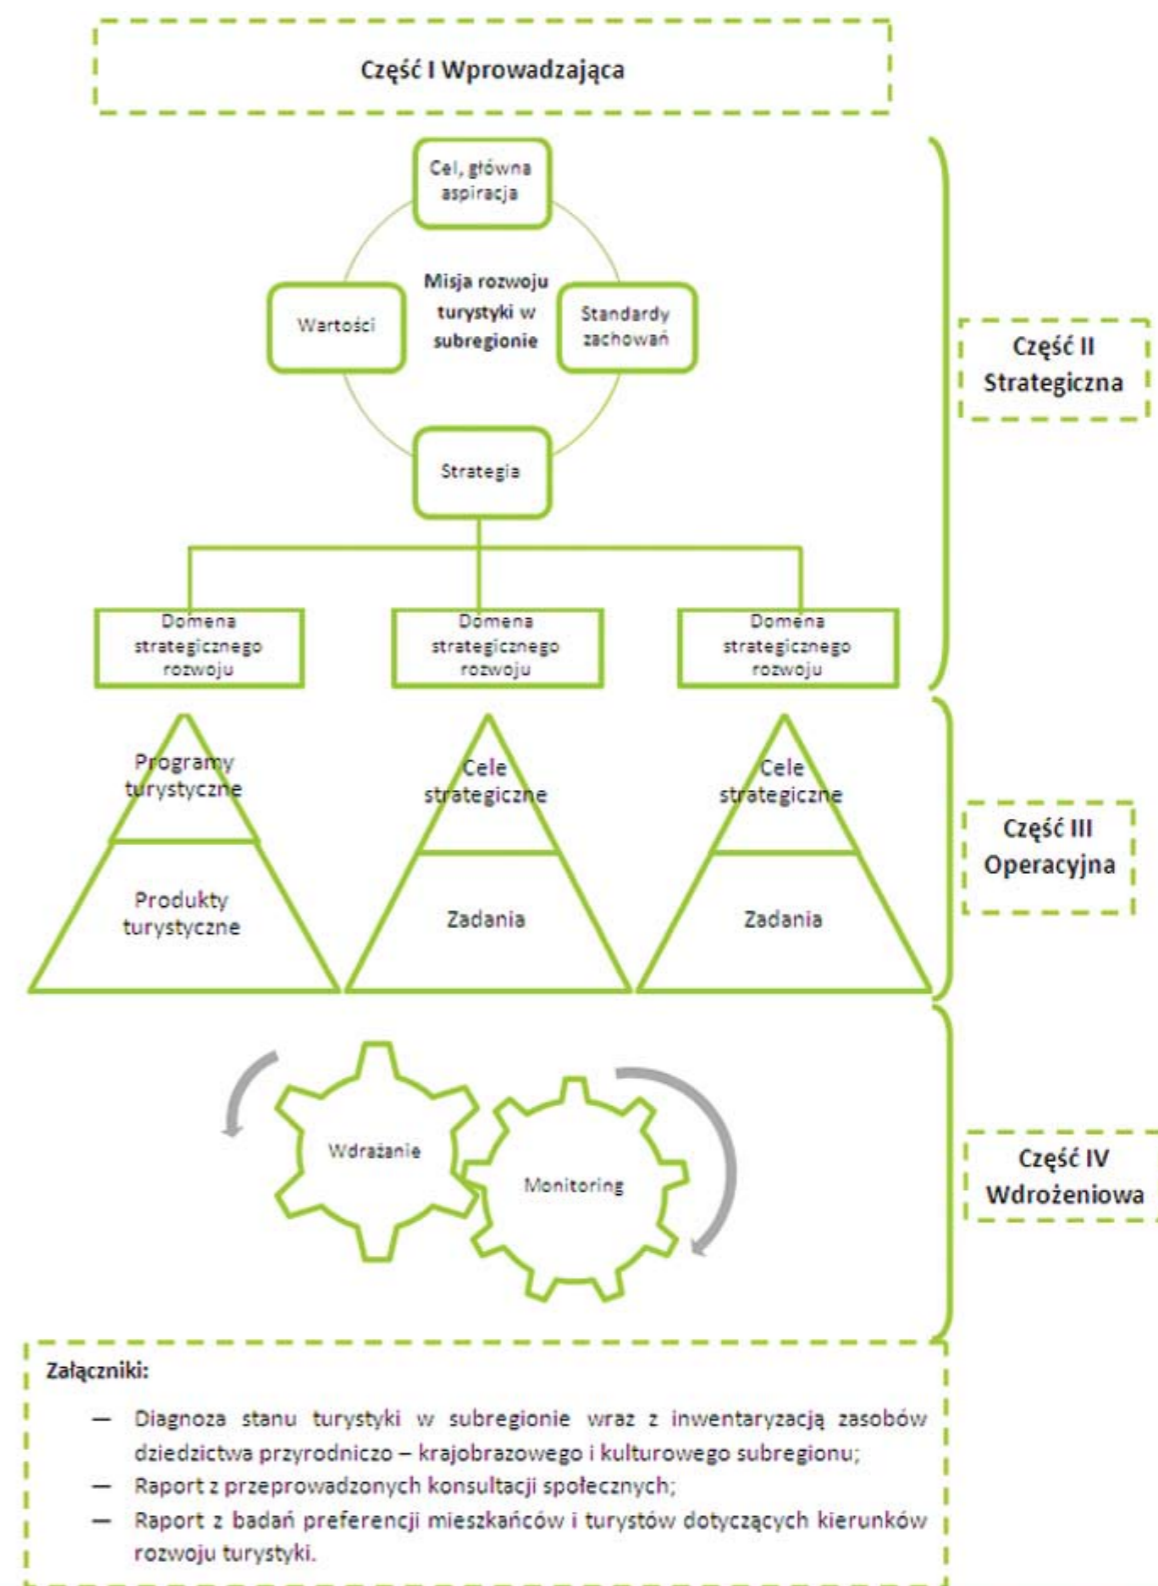 Część I Wprowadzająca
Cel, główna
aspiracja
Misja rozwoju
turystyki w
subregionie
Wartości
Standardy
zachowań
Strategia
Część II
Strategiczna
Domena
strategicznego
rozwoju
Domena
strategicznego
rozwoju
Domena
strategicznego
rozwoju
Programy
turystyczne
Produkty
turystyczne
Cele
strategiczne
Zadania
Cele
strategiczne
Zadania
Część III
Operacyjna
Wdrażanie
Monitoring
Część IV
Wdrożeniowa
Załączniki:
— Diagnoza stanu turystyki w subregionie wraz z inwentaryzacją zasobów
dziedzictwa przyrodniczo – krajobrazowego i kulturowego subregionu;
— Raport z przeprowadzonych konsultacji społecznych;
— Raport z badań preferencji mieszkańców i turystów dotyczących kierunków
rozwoju turystyki.